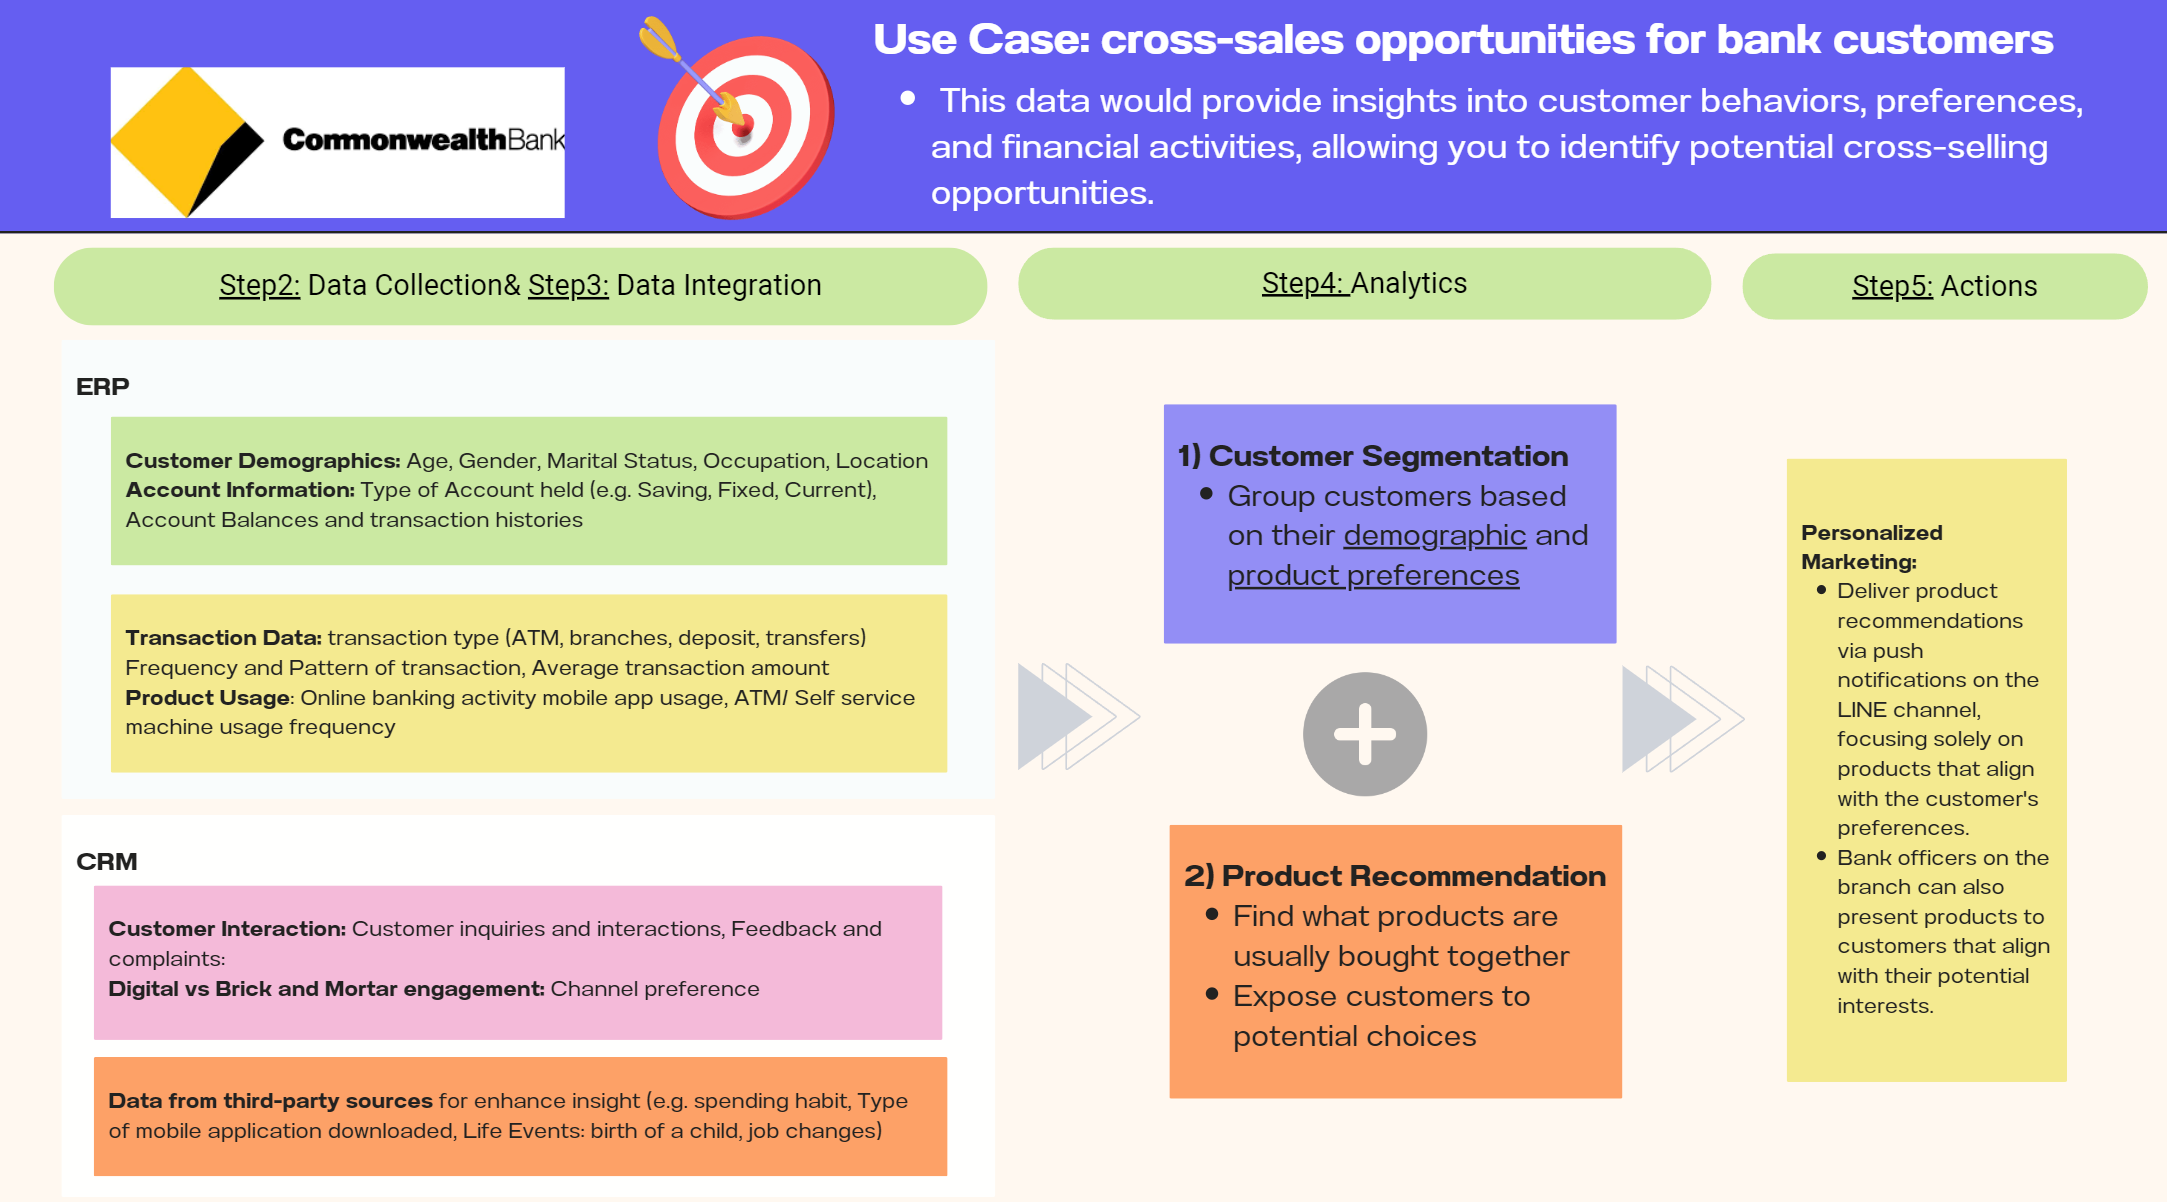 Use Case: cross-sales opportunities for bank customers
• This data would provide insights into customer behaviors, preferences,
and financial activities, allowing you to identify potential cross-selling
opportunities.
CommonwealthBank
Step2: Data Collection& Step3: Data Integration
ERP
Customer Demographics: Age, Gender, Marital Status, Occupation, Location
Account Information: Type of Account held (e.g. Saving, Fixed, Current),
Account Balances and transaction histories
Transaction Data: transaction type (ATM, branches, deposit, transfers)
Frequency and Pattern of transaction, Average transaction amount
Product Usage: Online banking activity mobile app usage, ATM/ Self service
machine usage frequency
CRM
Customer Interaction: Customer inquiries and interactions, Feedback and
complaints:
Digital vs Brick and Mortar engagement: Channel preference
Data from third-party sources for enhance insight (e.g. spending habit, Type
of mobile application downloaded, Life Events: birth of a child, job changes)
Step4: Analytics
1) Customer Segmentation
• Group customers based
on their demographic and
product preferences
2) Product Recommendation
• Find what products are
usually bought together
• Expose customers to
potential choices
Step5: Actions
Personalized
Marketing:
• Deliver product
recommendations
via push
notifications on the
LINE channel,
focusing solely on
products that align
with the customer's
preferences.
• Bank officers on the
branch can also
present products to
customers that align
with their potential
interests.